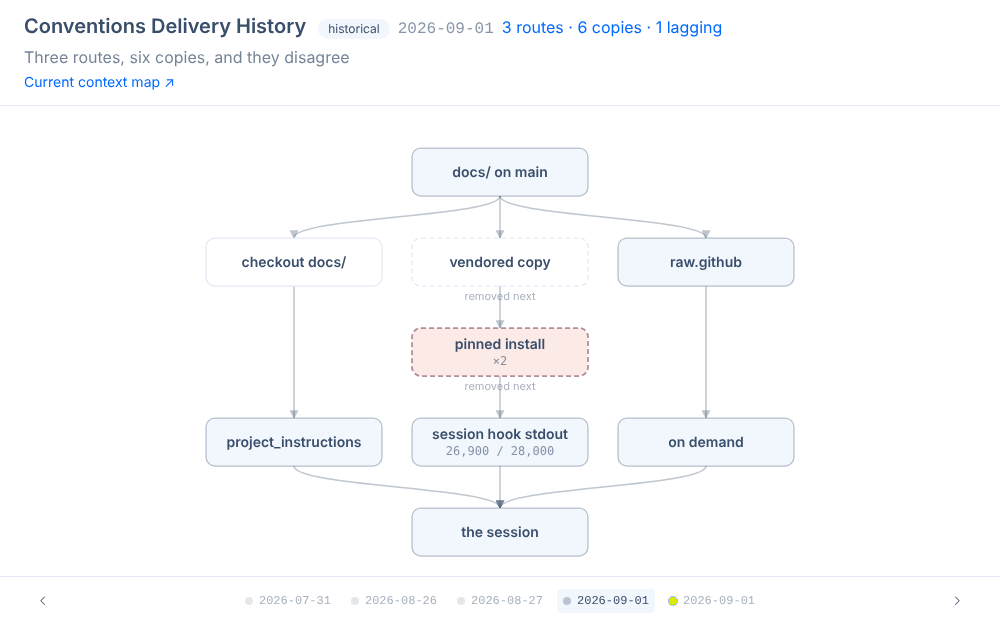 Conventions Delivery History historical 2026-09-01 3 routes · 6 copies · 1 lagging
Three routes, six copies, and they disagree
Current context map ↗
docs/ on main
checkout docs/
vendored copy
raw.github
removed next
pinned install
×2
removed next
project_instructions
session hook stdout
26,900 / 28,000
on demand
the session
‹ 2026-07-31 2026-08-26 2026-08-27 2026-09-01 2026-09-01 ›